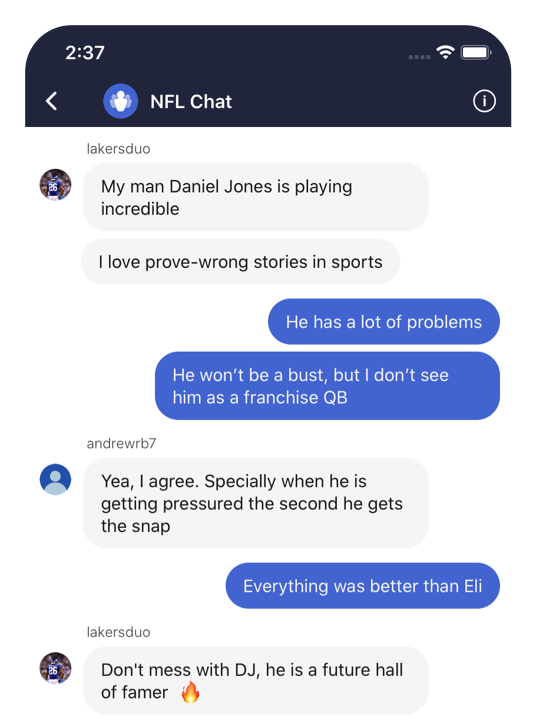 2:37
NFL Chat
lakersduo
My man Daniel Jones is playing
incredible
I love prove-wrong stories in sports
He has a lot of problems
He won’t be a bust, but I don’t see
him as a franchise QB
andrewrb7
Yea, I agree. Specially when he is
getting pressured the second he gets
the snap
Everything was better than Eli
lakersduo
Don't mess with DJ, he is a future hall
of famer 🔥